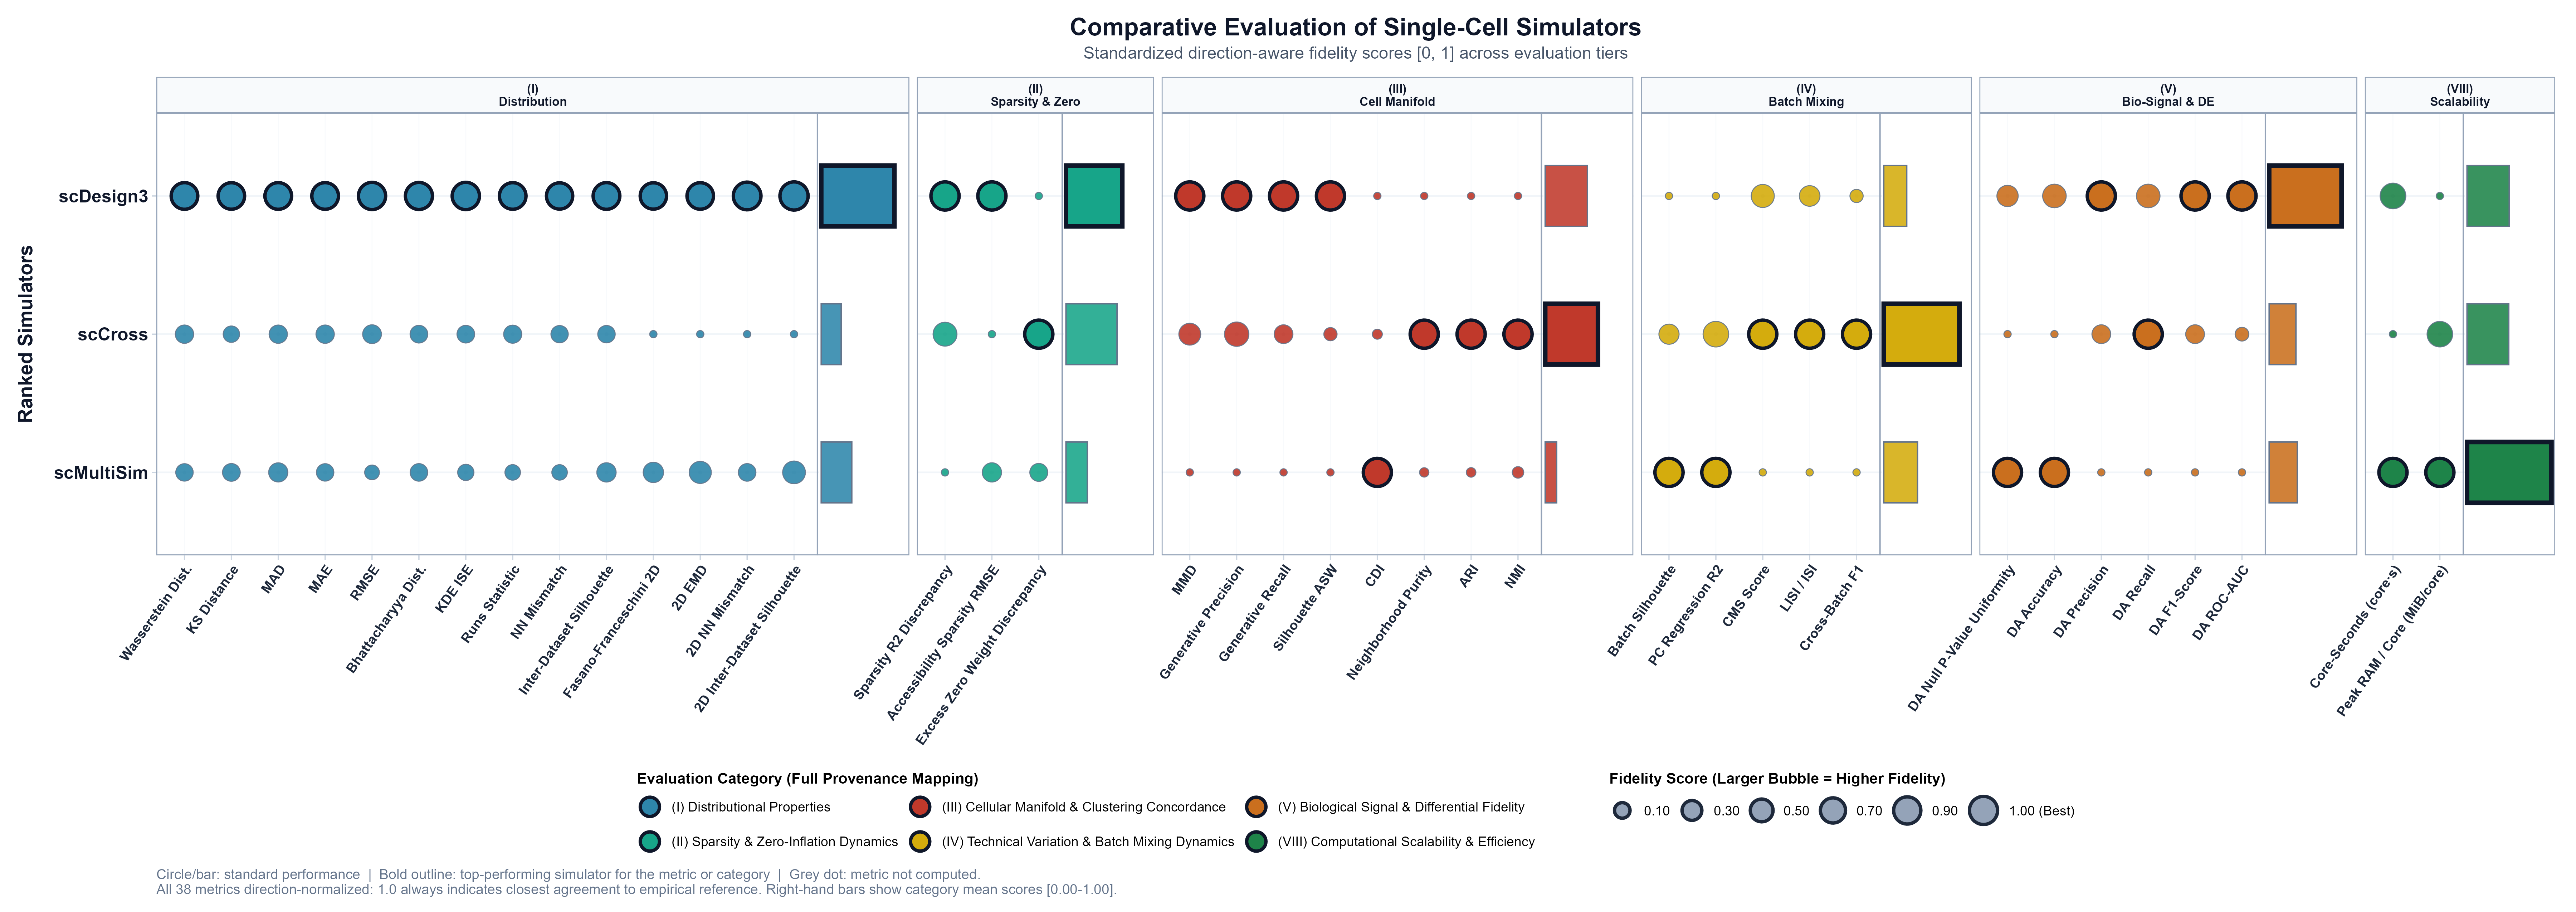 Comparative Evaluation of Single-Cell Simulators
Standardized direction-aware fidelity scores [0, 1] across evaluation tiers
(I)
Distribution
(II)
Sparsity & Zero
(III)
Cell Manifold
(IV)
Batch Mixing
(V)
Bio-Signal & DE
(VIII)
Scalability
Ranked Simulators
scDesign3
scCross
scMultiSim
Wasserstein Dist.
KS Distance
MAD
MAE
RMSE
Bhattacharyya Dist.
KDE ISE
Runs Statistic
NN Mismatch
Inter-Dataset Silhouette
Fasano-Franceschini 2D
2D EMD
2D NN Mismatch
2D Inter-Dataset Silhouette
Sparsity R2 Discrepancy
Accessibility Sparsity RMSE
Excess Zero Weight Discrepancy
MMD
Generative Precision
Generative Recall
Silhouette ASW
CDI
Neighborhood Purity
ARI
NMI
Batch Silhouette
PC Regression R2
CMS Score
LISI / ISI
Cross-Batch F1
DA Null P-Value Uniformity
DA Accuracy
DA Precision
DA Recall
DA F1-Score
DA ROC-AUC
Core-Seconds (core·s)
Peak RAM / Core (MiB/core)
Evaluation Category (Full Provenance Mapping)
(I) Distributional Properties
(III) Cellular Manifold & Clustering Concordance
(V) Biological Signal & Differential Fidelity
(II) Sparsity & Zero-Inflation Dynamics
(IV) Technical Variation & Batch Mixing Dynamics
(VIII) Computational Scalability & Efficiency
Fidelity Score (Larger Bubble = Higher Fidelity)
0.10
0.30
0.50
0.70
0.90
1.00 (Best)
Circle/bar: standard performance | Bold outline: top-performing simulator for the metric or category | Grey dot: metric not computed.
All 38 metrics direction-normalized: 1.0 always indicates closest agreement to empirical reference. Right-hand bars show category mean scores [0.00-1.00].